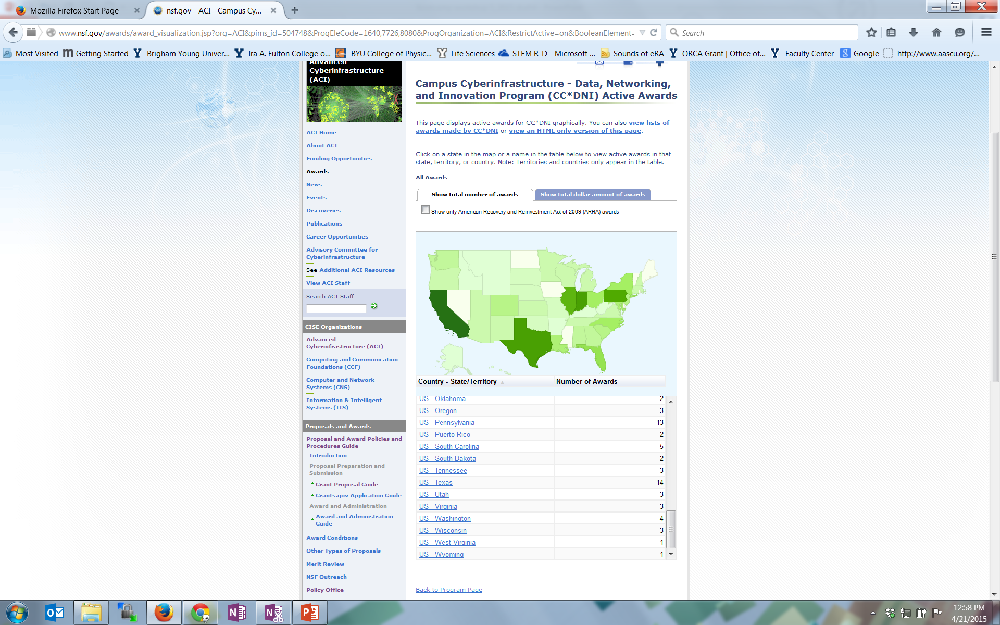 Mozilla Firefox Start Page
nsf.gov - ACI - Campus Cy...
www.nsf.gov/awards/award_visualization.jsp?org=ACI&pims_id=504748&ProgEleCode=1640,7726,8080&ProgOrganization=ACI&RestrictActive=on&BooleanElement=
Search
Most Visited
Getting Started
Brigham Young Univer...
Ira A. Fulton College o...
BYU College of Physic...
Life Sciences
STEM R_D - Microsoft ...
Sounds of eRA
ORCA Grant | Office of...
Faculty Center
Google
http://www.aascu.org/...
Advanced
Cyberinfrastructure
(ACI)
ACI Home
About ACI
Funding Opportunities
Awards
News
Events
Discoveries
Publications
Career Opportunities
Advisory Committee for
Cyberinfrastructure
See Additional ACI Resources
View ACI Staff
Search ACI Staff
CISE Organizations
Advanced
Cyberinfrastructure (ACI)
Computing and Communication
Foundations (CCF)
Computer and Network
Systems (CNS)
Information & Intelligent
Systems (IIS)
Proposals and Awards
Proposal and Award Policies and
Procedures Guide
Introduction
Proposal Preparation and
Submission
Grant Proposal Guide
Grants.gov Application Guide
Award and Administration
Award and Administration
Guide
Award Conditions
Other Types of Proposals
Merit Review
NSF Outreach
Policy Office
Campus Cyberinfrastructure - Data, Networking,
and Innovation Program (CC*DNI) Active Awards
This page displays active awards for CC*DNI graphically. You can also view lists of
awards made by CC*DNI or view an HTML only version of this page.
Click on a state in the map or a name in the table below to view active awards in that
state, territory, or country. Note: Territories and countries only appear in the table.
All Awards
Show total number of awards
Show total dollar amount of awards
Show only American Recovery and Reinvestment Act of 2009 (ARRA) awards
Country - State/Territory Number of Awards
US - Oklahoma 2
US - Oregon 3
US - Pennsylvania 13
US - Puerto Rico 2
US - South Carolina 5
US - South Dakota 2
US - Tennessee 3
US - Texas 14
US - Utah 3
US - Virginia 3
US - Washington 4
US - Wisconsin 3
US - West Virginia 1
US - Wyoming 1
Back to Program Page
12:58 PM
4/21/2015